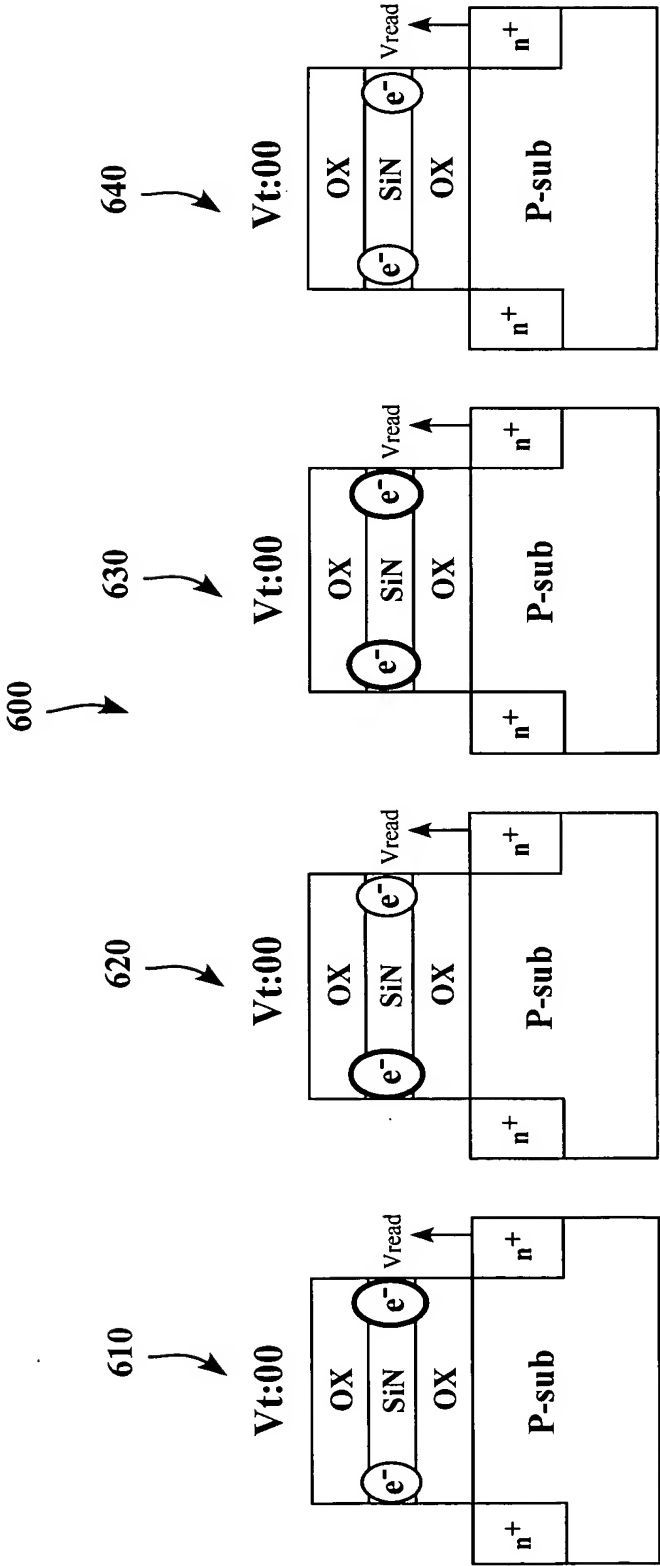 600
610
Vt:00
OX
SiN
OX
e⁻
e⁻
Vread
n⁺
n⁺
P-sub
620
Vt:00
OX
SiN
OX
e⁻
e⁻
Vread
n⁺
n⁺
P-sub
630
Vt:00
OX
SiN
OX
e⁻
e⁻
Vread
n⁺
n⁺
P-sub
640
Vt:00
OX
SiN
OX
e⁻
e⁻
Vread
n⁺
n⁺
P-sub